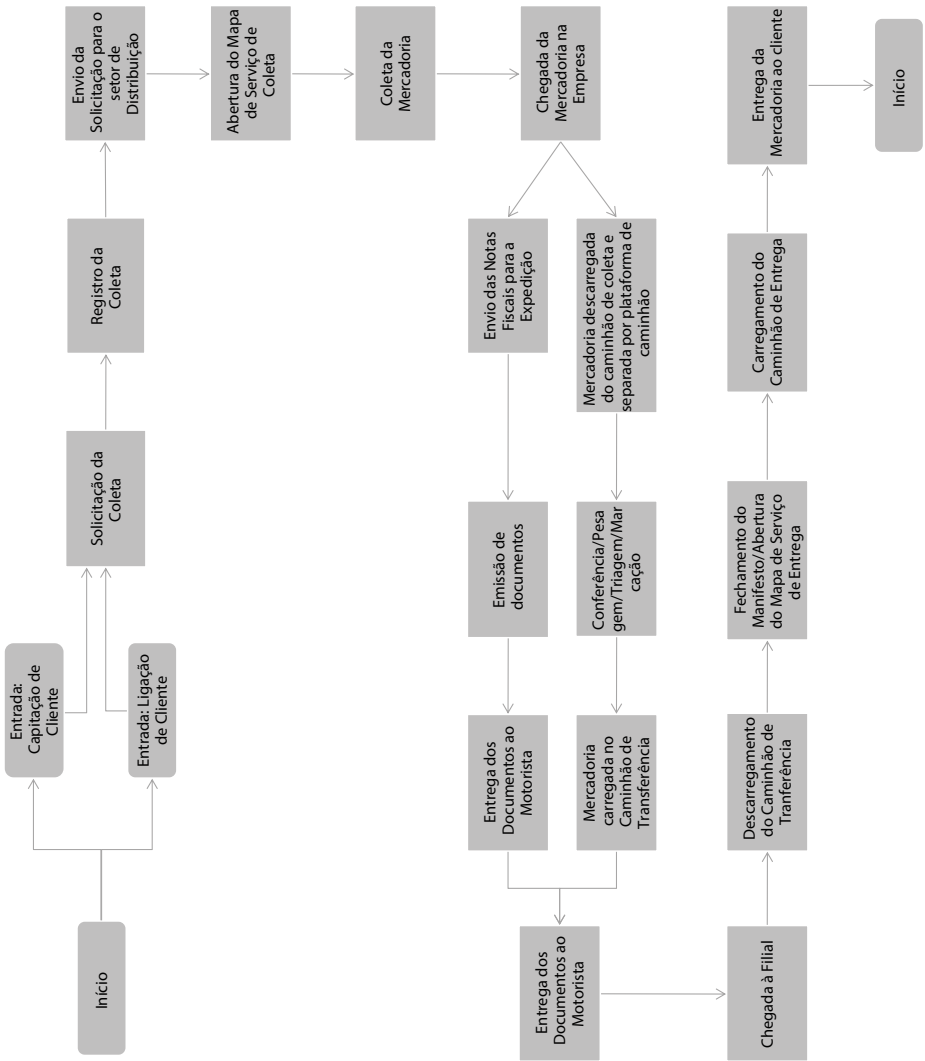 Início
Entrada:
Capitação de
Cliente
Entrada: Ligação
de Cliente
Solicitação da
Coleta
Registro da
Coleta
Envio da
Solicitação para o
setor de
Distribuição
Abertura do Mapa
de Serviço de
Coleta
Coleta da
Mercadoria
Chegada da
Mercadoria na
Empresa
Envio das Notas
Fiscais para a
Expedição
Emissão de
documentos
Entrega dos
Documentos ao
Motorista
Mercadoria descarregada
do caminhão de coleta e
separada por plataforma de
caminhão
Conferência/Pesa
gem/Triagem/Mar
cação
Mercadoria
carregada no
Caminhão de
Transferência
Entrega dos
Documentos ao
Motorista
Chegada à Filial
Descarregamento
do Caminhão de
Tranferência
Fechamento do
Manifesto/Abertura
do Mapa de Serviço
de Entrega
Carregamento do
Caminhão de Entrega
Entrega da
Mercadoria ao cliente
Início